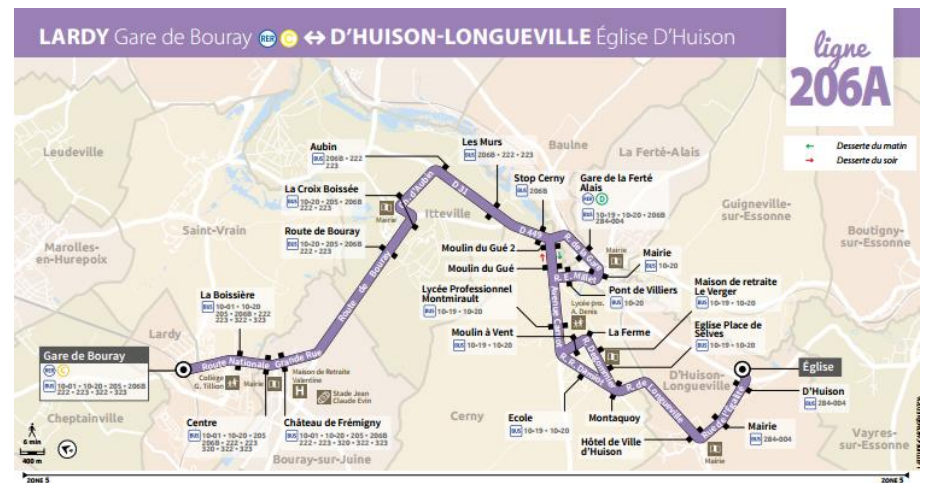 LARDY Gare de Bouray RER C ↔ D'HUISON-LONGUEVILLE Église D'Huison
ligne
206A
← Desserte du matin
→ Desserte du soir
Leudeville
Marolles-
en-Hurepoix
Saint-Vrain
Lardy
Cheptainville
Bouray-sur-Juine
Itteville
Baulne
La Ferté-Alais
Guigneville-
sur-Essonne
Boutigny-
sur-Essonne
Cerny
D'Huison-
Longueville
Vayres-
sur-Essonne
Gare de Bouray
RER C
BUS 10-01 • 10-20 • 205 • 206B
222 • 223 • 322 • 323
La Boissière
BUS 10-01 • 10-20
205 • 206B • 222
223 • 322 • 323
Route Nationale
Grande Rue
Collège
G. Tillion
Mairie
Maison de Retraite
Valentine
Stade Jean
Claude Evin
Centre
BUS 10-01 • 10-20 • 205
206B • 222 • 223
320 • 322 • 323
Château de Frémigny
BUS 10-01 • 10-20 • 205 • 206B
222 • 223 • 320 • 322 • 323
Route de Bouray
Route de Bouray
BUS 10-20 • 205 • 206B
222 • 223
La Croix Boissée
BUS 10-20 • 205 • 206B
222 • 223
Mairie
Aubin
BUS 206B • 222
223
d'Aubin
Les Murs
BUS 206B • 222 • 223
D 31
Stop Cerny
BUS 206B
D 449
Gare de la Ferté
Alais
RER D
BUS 10-19 • 10-20 • 206B
284-004
R. de la Gare
Mairie
Mairie
BUS 10-20
Moulin du Gué 2
Moulin du Gué
R. E. Millet
Pont de Villiers
BUS 10-20
Lycée Professionnel
Montmirault
BUS 10-19 • 10-20
Lycée pro.
A. Denis
Moulin à Vent
BUS 10-19 • 10-20
La Ferme
Maison de retraite
Le Verger
BUS 10-19 • 10-20
Eglise Place de
Selves
BUS 10-19 • 10-20
Ecole
BUS 10-19 • 10-20
Montaquoy
R. de Longueville
Hôtel de Ville
d'Huison
Mairie
Mairie
BUS 284-004
D'Huison
BUS 284-004
Église
6 min
400 m
ZONE 5
ZONE 5